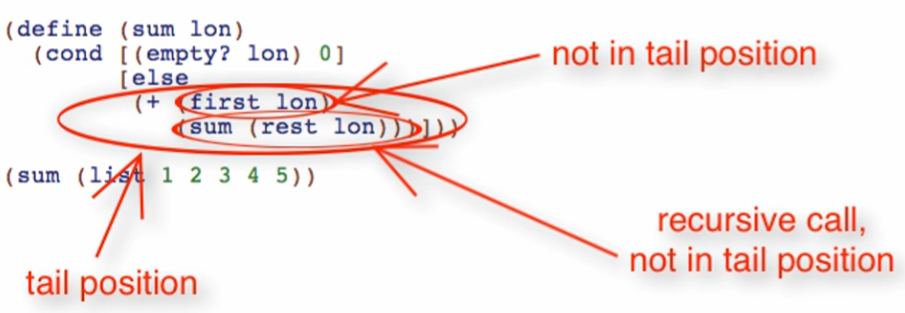 (define (sum lon)
(cond [(empty? lon) 0]
[else
(+ (first lon)
(sum (rest lon)))]))
(sum (list 1 2 3 4 5))
not in tail position
recursive call,
not in tail position
tail position